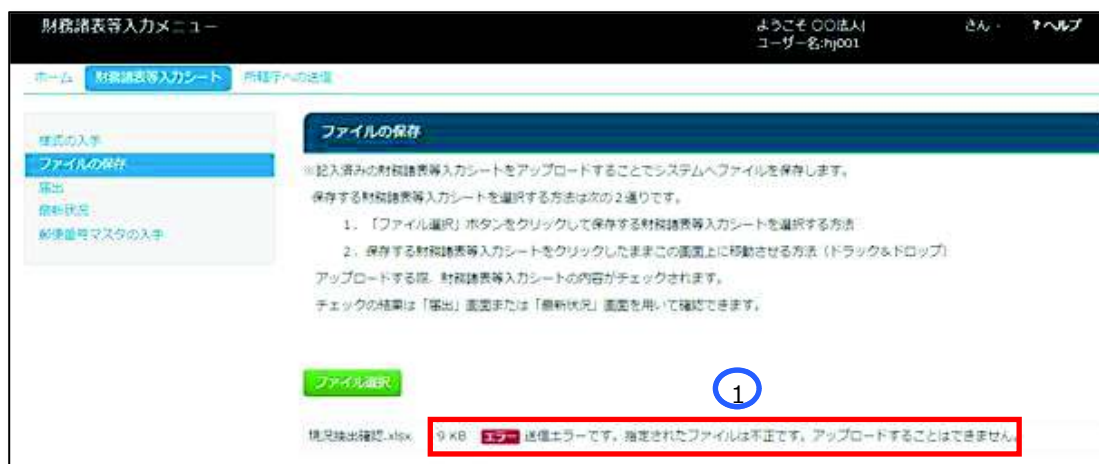 財務諸表等入力メニュー
ようこそ 〇〇法人 さん
?ヘルプ
ユーザー名:hj001
ホーム 財務諸表等入力シート 所轄庁への送信
様式の入手
ファイルの保存
届出
最新状況
郵便番号マスタの入手
ファイルの保存
※記入済みの財務諸表等入力シートをアップロードすることでシステムへファイルを保存します。
保存する財務諸表等入力シートを選択する方法は次の2通りです。
1. 「ファイル選択」ボタンをクリックして保存する財務諸表等入力シートを選択する方法
2. 保存する財務諸表等入力シートをクリックしたままこの画面上に移動させる方法（ドラック&ドロップ）
アップロードする際、財務諸表等入力シートの内容がチェックされます。
チェックの結果は「届出」画面または「最新状況」画面を用いて確認できます。
ファイル選択
1
現況抽出確認.xlsx 9 KB エラー 送信エラーです。指定されたファイルは不正です。アップロードすることはできません。